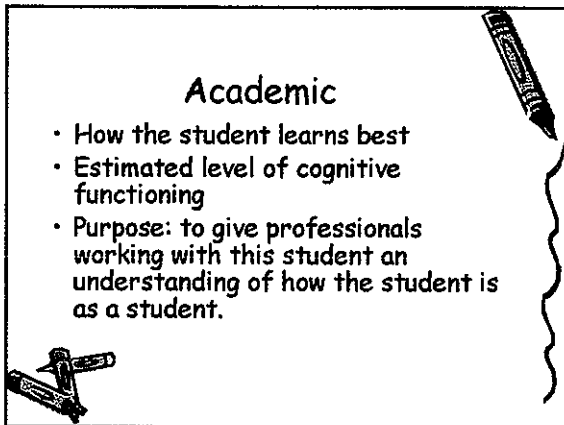 Academic
• How the student learns best
• Estimated level of cognitive
functioning
• Purpose: to give professionals
working with this student an
understanding of how the student is
as a student.